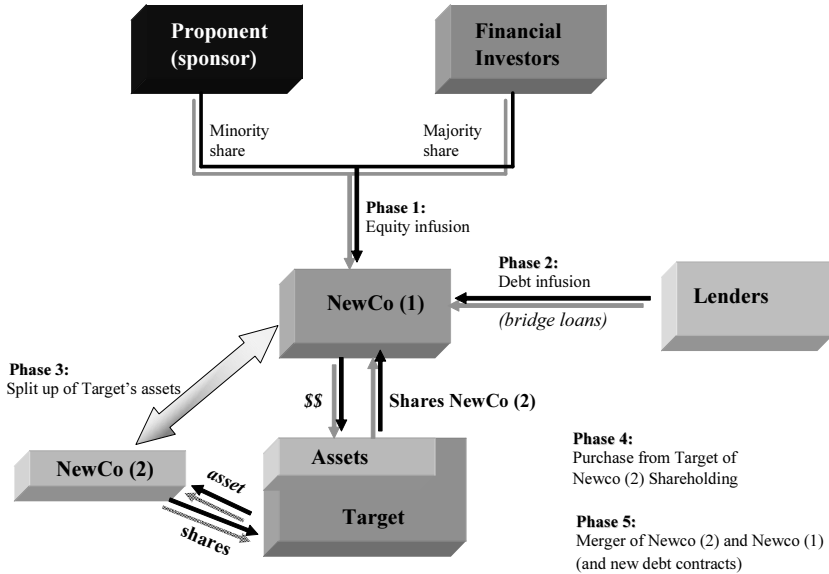 Proponent
(sponsor)
Financial
Investors
Minority
share
Majority
share
Phase 1:
Equity infusion
Phase 2:
Debt infusion
(bridge loans)
NewCo (1)
Lenders
Phase 3:
Split up of Target's assets
$$
Shares NewCo (2)
NewCo (2)
asset
shares
Assets
Target
Phase 4
Purchase from Target of
Newco (2) Shareholding
Phase 5:
Merger of Newco (2) and Newco (1)
(and new debt contracts)